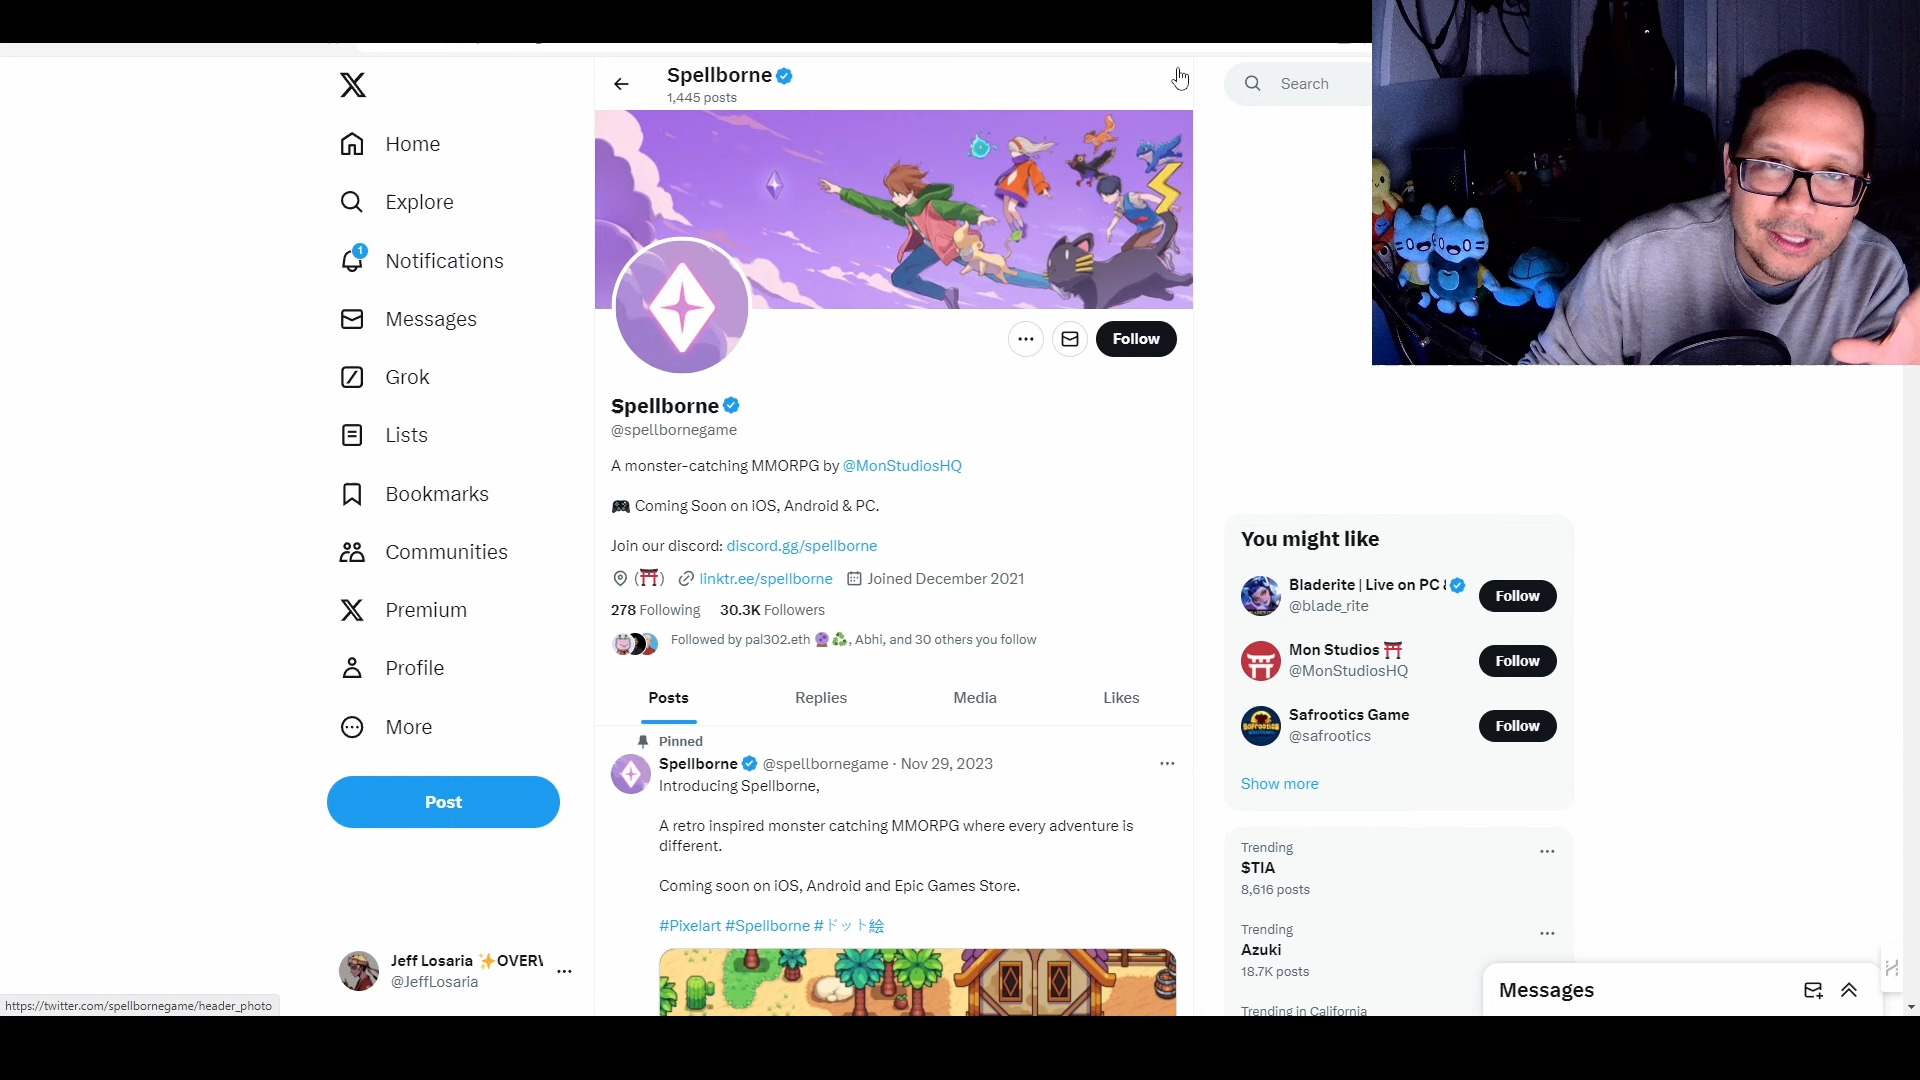 Spellborne
1,445 posts
Search
Home
Explore
1
Notifications
Messages
Grok
Lists
Bookmarks
Communities
Premium
Profile
More
Post
Jeff Losaria ✨OVERW
@JeffLosaria
https://twitter.com/spellbornegame/header_photo
Follow
Spellborne
@spellbornegame
A monster-catching MMORPG by @MonStudiosHQ
🎮 Coming Soon on iOS, Android & PC.
Join our discord: discord.gg/spellborne
(⛩️) linktr.ee/spellborne Joined December 2021
278 Following 30.3K Followers
Followed by pal302.eth 🔮♻️, Abhi, and 30 others you follow
Posts Replies Media Likes
Pinned
Spellborne @spellbornegame · Nov 29, 2023
Introducing Spellborne,
A retro inspired monster catching MMORPG where every adventure is
different.
Coming soon on iOS, Android and Epic Games Store.
#Pixelart #Spellborne #ドット絵
You might like
Bladerite | Live on PC
@blade_rite
Follow
Mon Studios ⛩️
@MonStudiosHQ
Follow
Safrootics Game
@safrootics
Follow
Show more
Trending
$TIA
8,616 posts
Trending
Azuki
18.7K posts
Trending in California
Messages